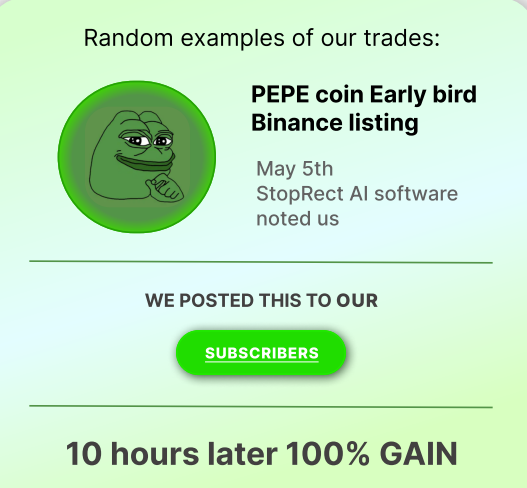 Random examples of our trades:
PEPE coin Early bird
Binance listing
May 5th
StopRect AI software
noted us
WE POSTED THIS TO OUR
SUBSCRIBERS
10 hours later 100% GAIN